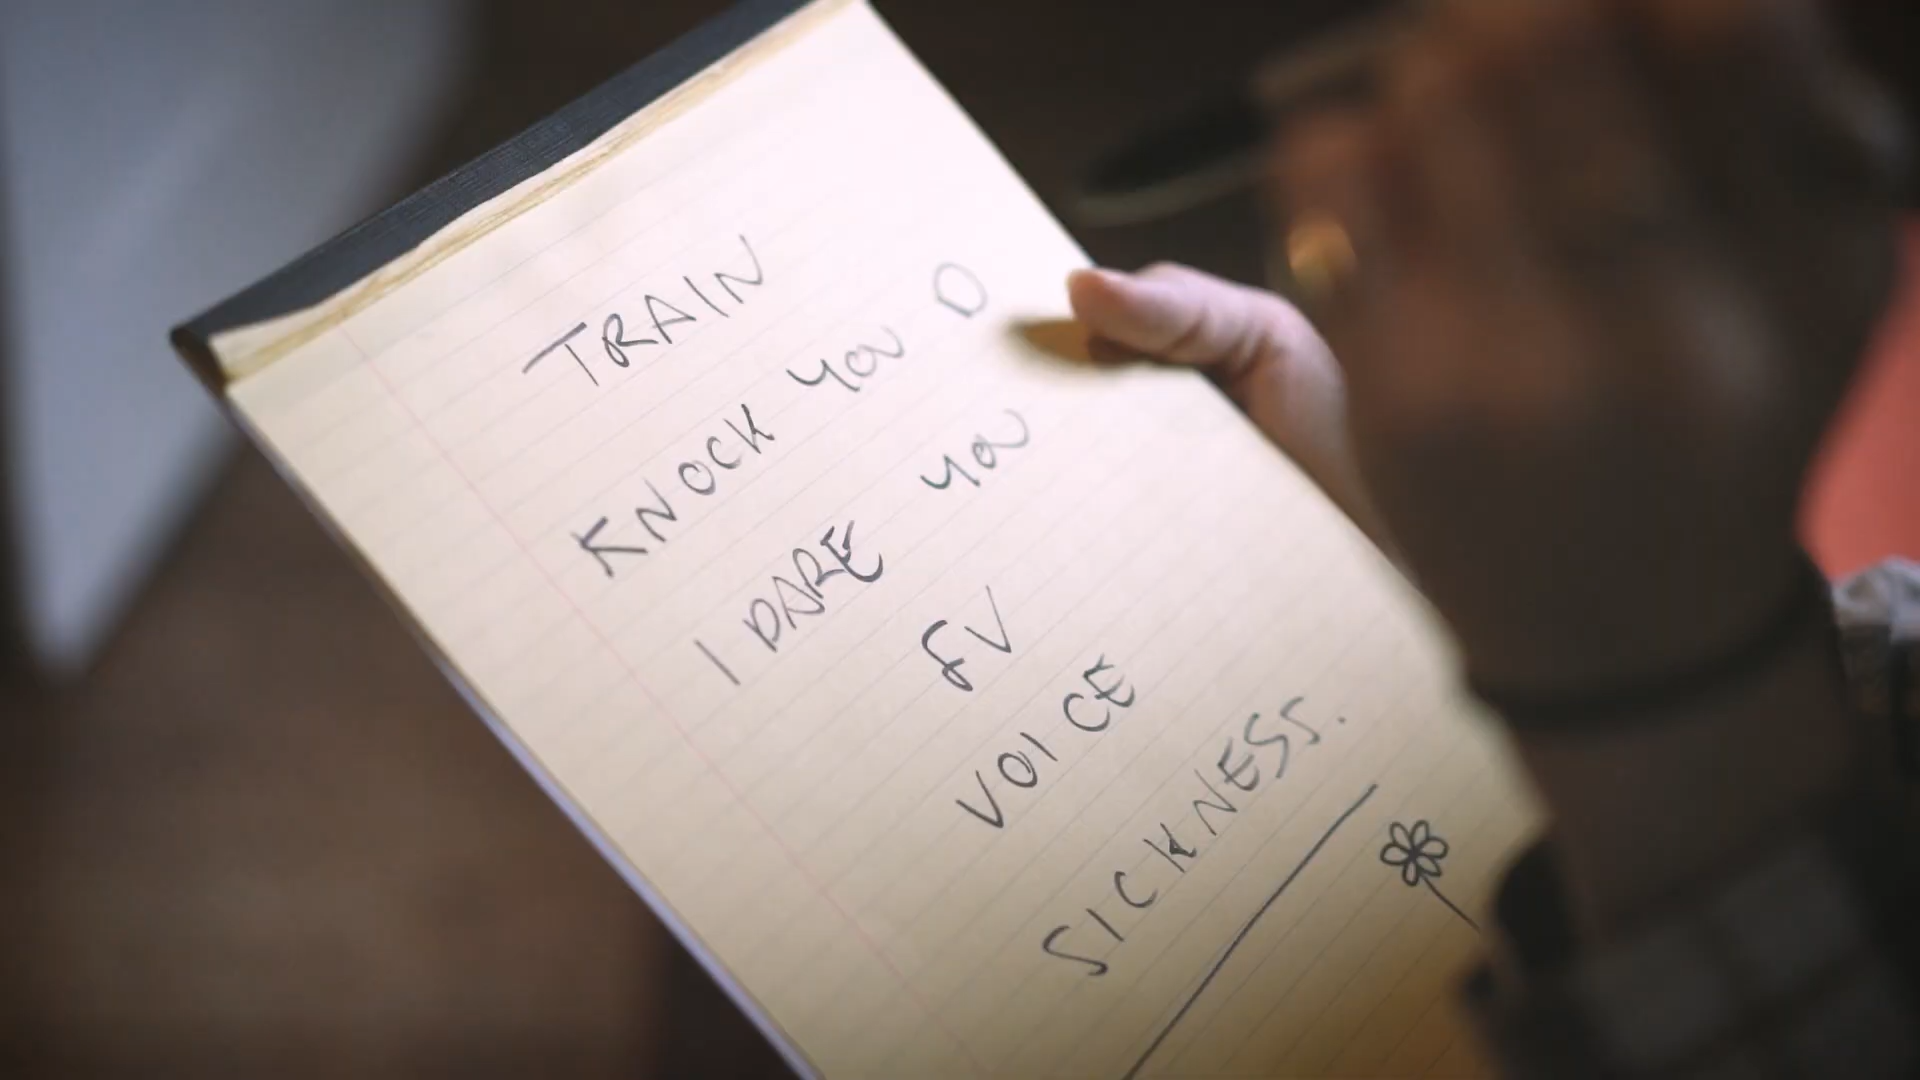 TRAIN
KNOCK YOU D
I DARE YOU
FV
VOICE
SICKNESS.